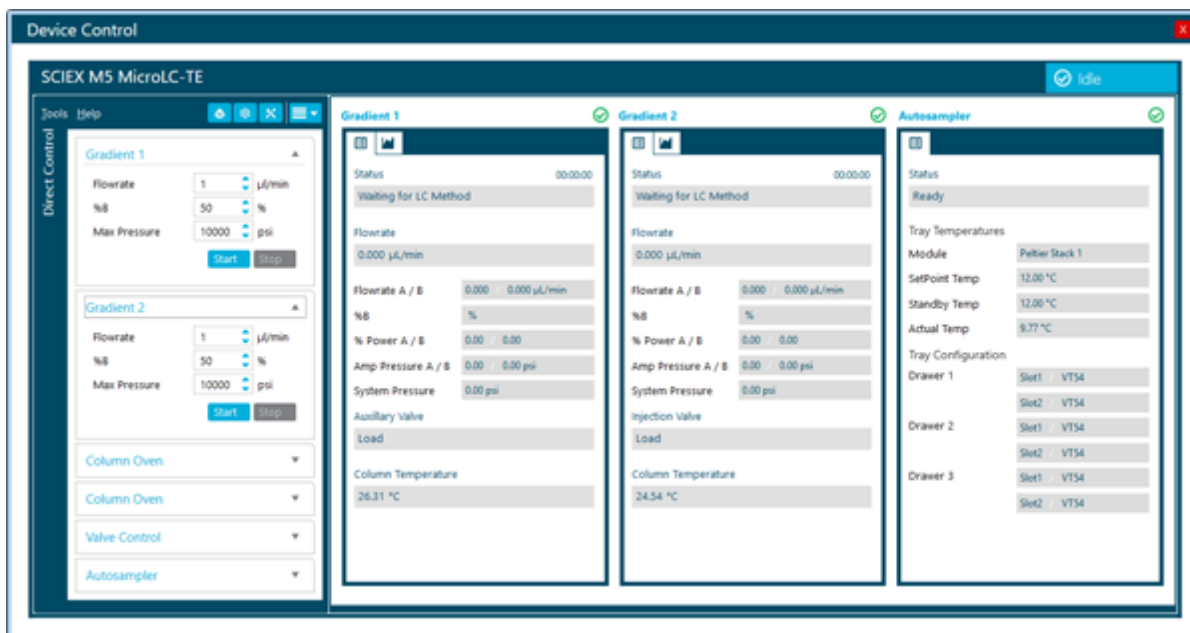 Device Control
X
SCIEX M5 MicroLC-TE
Idle
Tools Help
Direct Control
Gradient 1
Flowrate 1 µl/min
%B 50 %
Max Pressure 10000 psi
Start Stop
Gradient 2
Flowrate 1 µl/min
%B 50 %
Max Pressure 10000 psi
Start Stop
Column Oven
Column Oven
Valve Control
Autosampler
Gradient 1
Status 00:00:00
Waiting for LC Method
Flowrate
0.000 µL/min
Flowrate A / B 0.000 / 0.000 µL/min
%B %
% Power A / B 0.00 / 0.00
Amp Pressure A / B 0.00 / 0.00 psi
System Pressure 0.00 psi
Auxillary Valve
Load
Column Temperature
26.31 °C
Gradient 2
Status 00:00:00
Waiting for LC Method
Flowrate
0.000 µL/min
Flowrate A / B 0.000 / 0.000 µL/min
%B %
% Power A / B 0.00 / 0.00
Amp Pressure A / B 0.00 / 0.00 psi
System Pressure 0.00 psi
Injection Valve
Load
Column Temperature
24.54 °C
Autosampler
Status
Ready
Tray Temperatures
Module Peltier Stack 1
SetPoint Temp 12.00 °C
Standby Temp 12.00 °C
Actual Temp 9.77 °C
Tray Configuration
Drawer 1 Slot1 / VT54
Slot2 / VT54
Drawer 2 Slot1 / VT54
Slot2 / VT54
Drawer 3 Slot1 / VT54
Slot2 / VT54